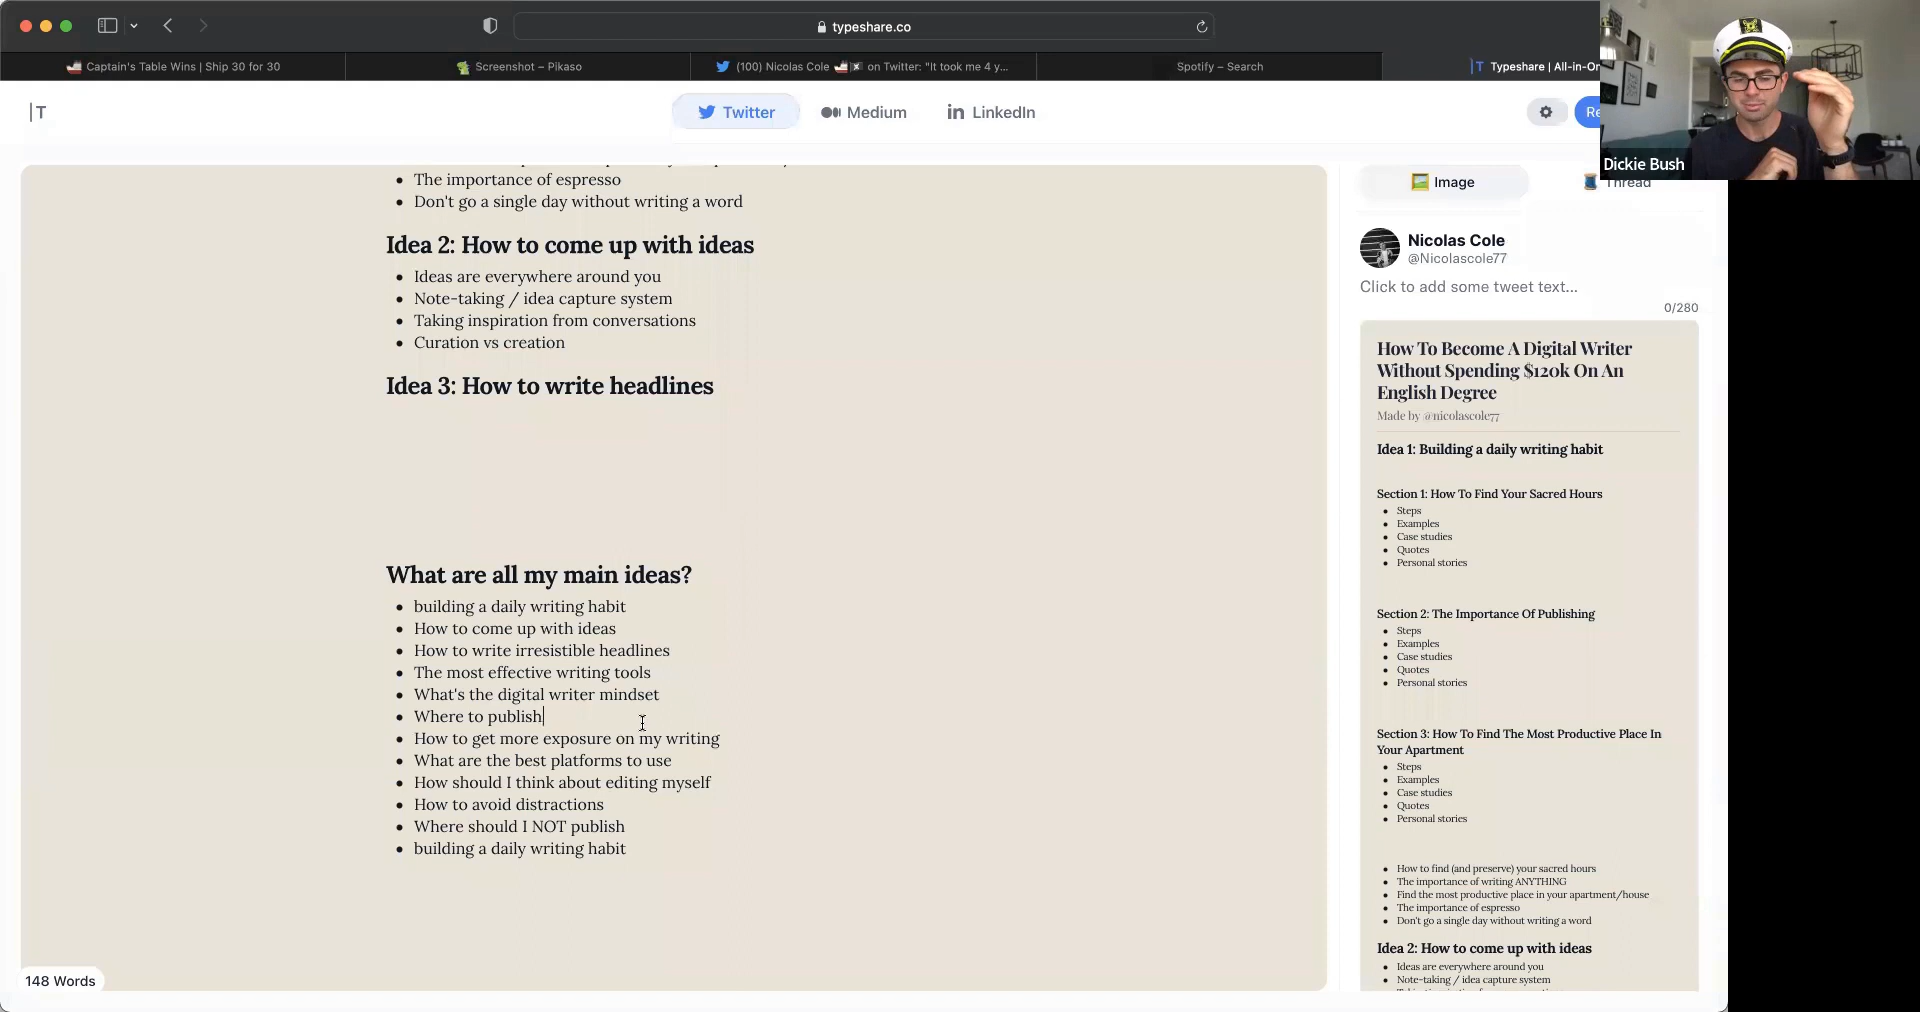 typeshare.co
Captain's Table Wins | Ship 30 for 30
Screenshot – Pikaso
(100) Nicolas Cole on Twitter: "It took me 4 y...
Spotify – Search
Typeshare | All-in-On
|T
Twitter
Medium
LinkedIn
Re
Dickie Bush
The importance of espresso
Don't go a single day without writing a word
Idea 2: How to come up with ideas
Ideas are everywhere around you
Note-taking / idea capture system
Taking inspiration from conversations
Curation vs creation
Idea 3: How to write headlines
What are all my main ideas?
building a daily writing habit
How to come up with ideas
How to write irresistible headlines
The most effective writing tools
What's the digital writer mindset
Where to publish
How to get more exposure on my writing
What are the best platforms to use
How should I think about editing myself
How to avoid distractions
Where should I NOT publish
building a daily writing habit
148 Words
Image
Thread
Nicolas Cole
@Nicolascole77
Click to add some tweet text...
0/280
How To Become A Digital Writer
Without Spending $120k On An
English Degree
Made by @nicolascole77
Idea 1: Building a daily writing habit
Section 1: How To Find Your Sacred Hours
Steps
Examples
Case studies
Quotes
Personal stories
Section 2: The Importance Of Publishing
Steps
Examples
Case studies
Quotes
Personal stories
Section 3: How To Find The Most Productive Place In
Your Apartment
Steps
Examples
Case studies
Quotes
Personal stories
How to find (and preserve) your sacred hours
The importance of writing ANYTHING
Find the most productive place in your apartment/house
The importance of espresso
Don't go a single day without writing a word
Idea 2: How to come up with ideas
Ideas are everywhere around you
Note-taking / idea capture system